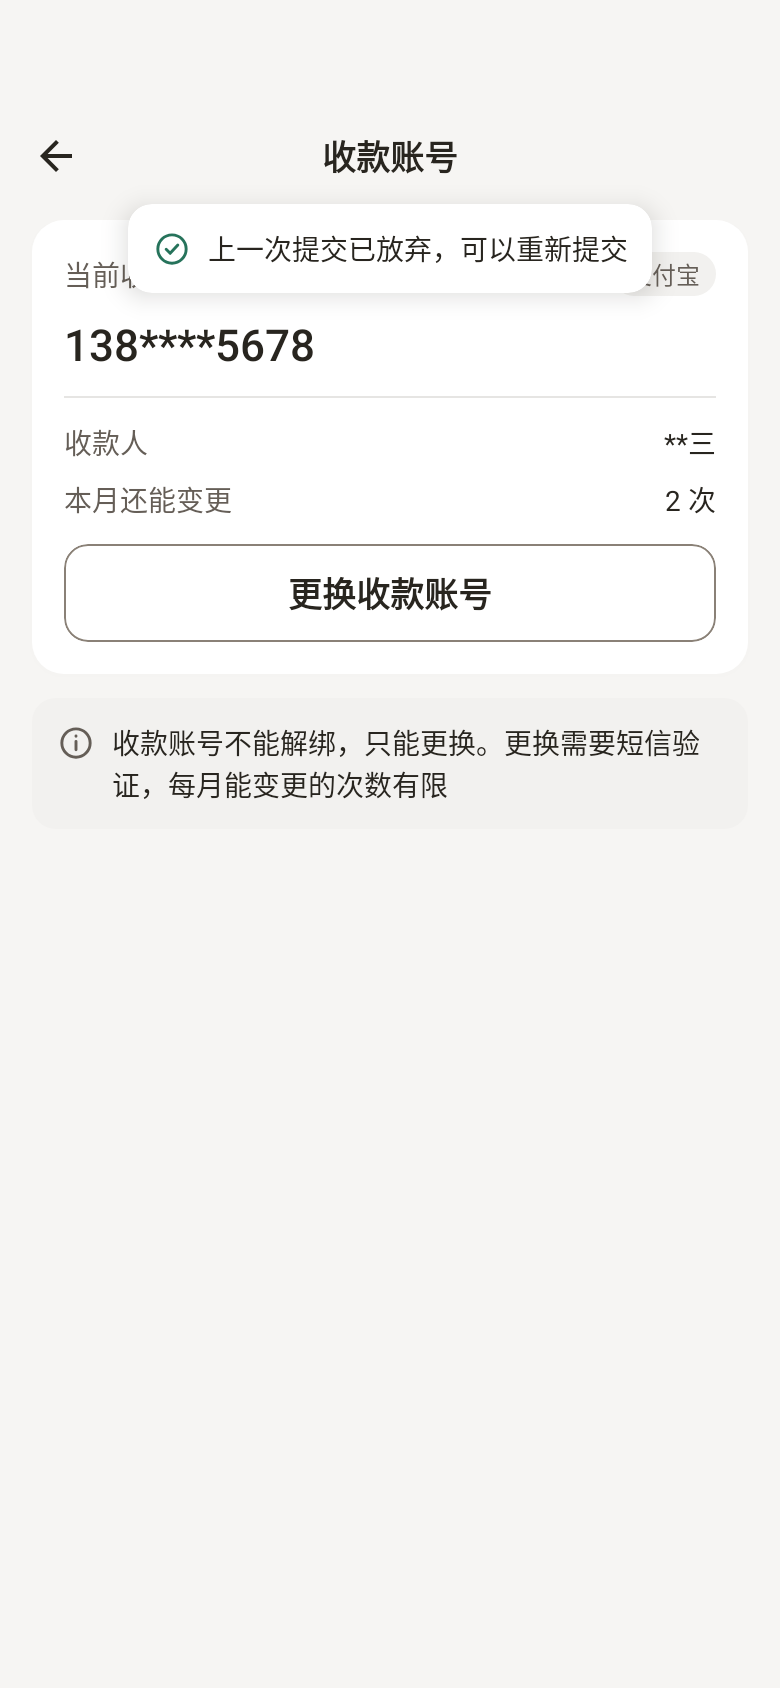 收款账号
上一次提交已放弃，可以重新提交
当前
付宝
138****5678
收款人
**三
本月还能变更
2 次
更换收款账号
收款账号不能解绑，只能更换。更换需要短信验
证，每月能变更的次数有限